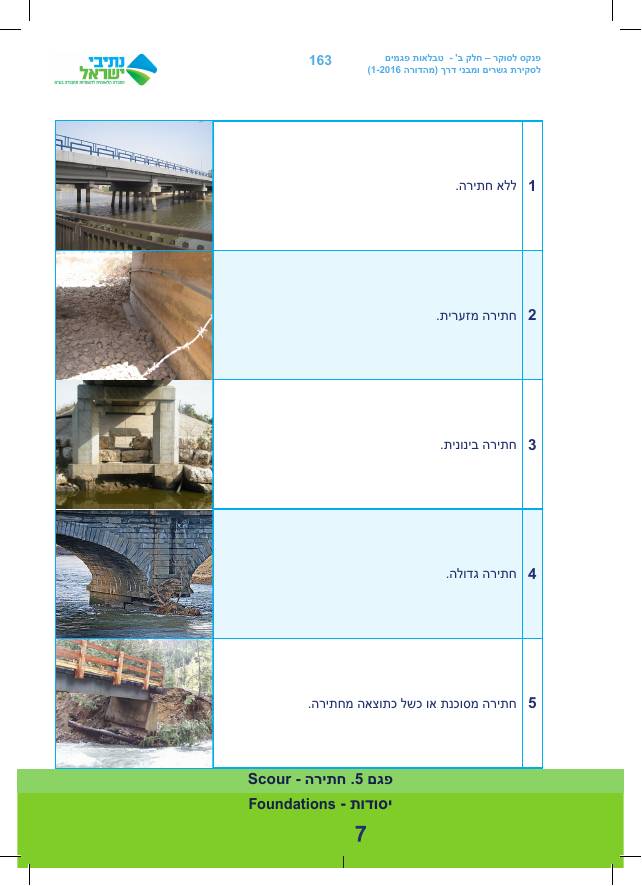 פנקס לסוקר – חלק ב' - טבלאות פגמים
לסקירת גשרים ומבני דרך (מהדורה 1-2016)
163
נתיבי
ישראל
1 ללא חתירה.
2 חתירה מזערית.
3 חתירה בינונית.
4 חתירה גדולה.
5 חתירה מסוכנת או כשל כתוצאה מחתירה.
פגם 5. חתירה - Scour
יסודות - Foundations
7